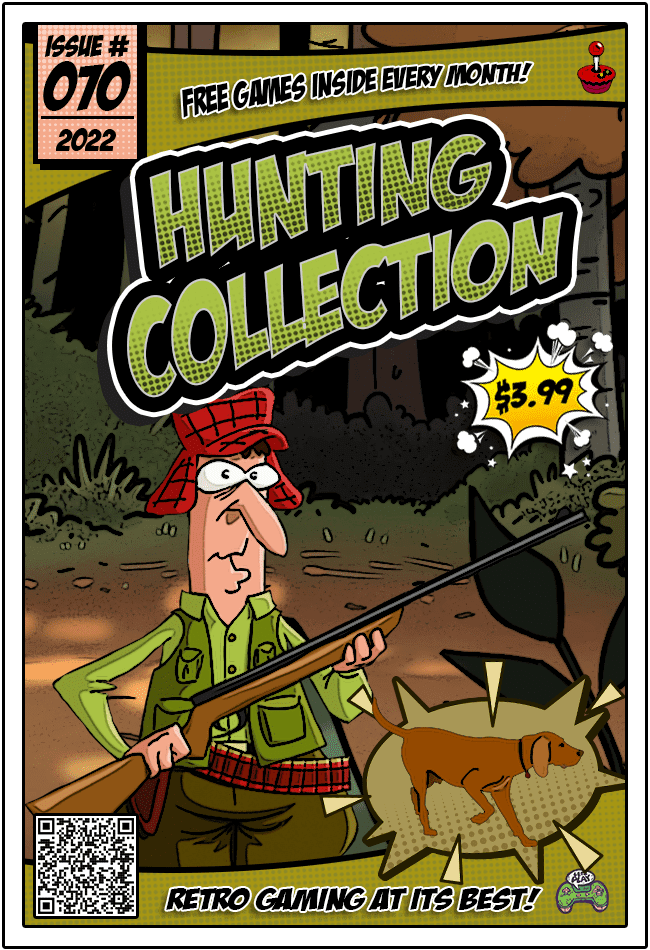 ISSUE #
070
2022
FREE GAMES INSIDE EVERY MONTH!
HUNTING
COLLECTION
$3.99
RETRO GAMING AT ITS BEST!